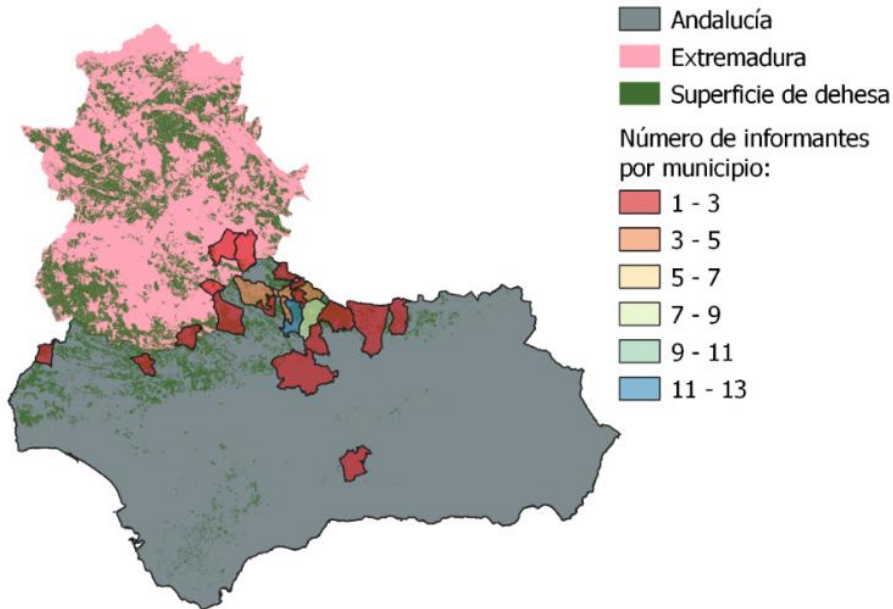 Andalucía
Extremadura
Superficie de dehesa
Número de informantes
por municipio:
1 - 3
3 - 5
5 - 7
7 - 9
9 - 11
11 - 13